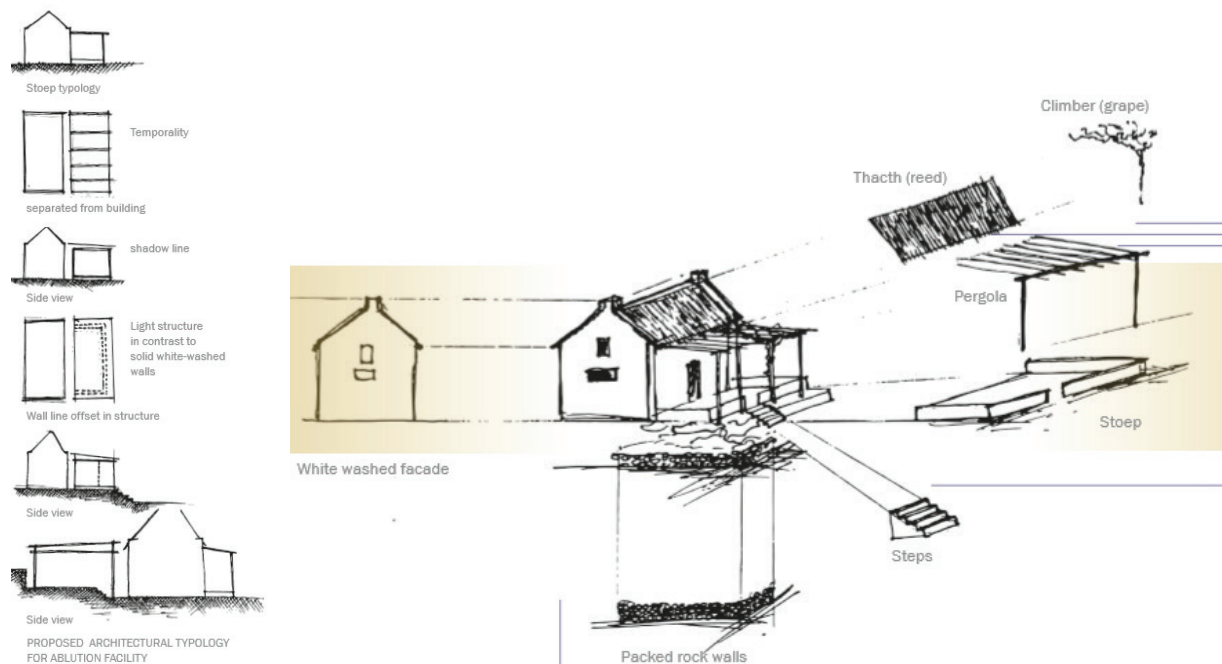 Stoep typology
Temporality
separated from building
shadow line
Side view
Light structure
in contrast to
solid white-washed
walls
Wall line offset in structure
Side view
Side view
PROPOSED ARCHITECTURAL TYPOLOGY
FOR ABLUTION FACILITY
Climber (grape)
Thacth (reed)
Pergola
Stoep
White washed facade
Steps
Packed rock walls